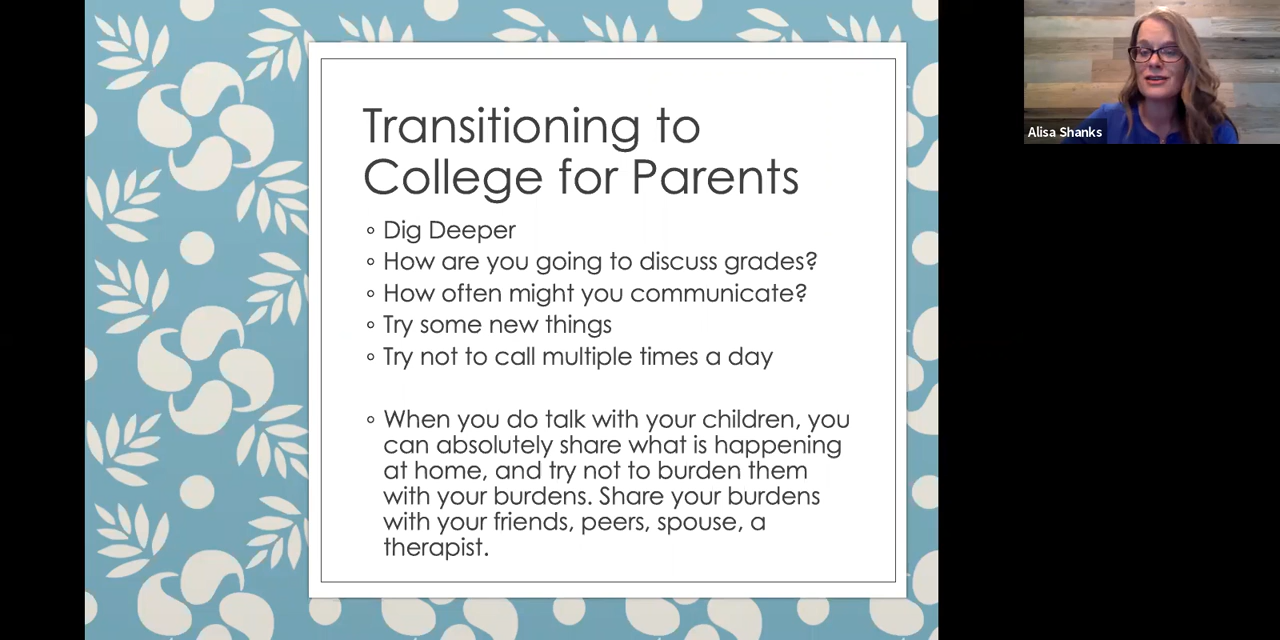 Transitioning to
College for Parents
◦ Dig Deeper
◦ How are you going to discuss grades?
◦ How often might you communicate?
◦ Try some new things
◦ Try not to call multiple times a day
◦ When you do talk with your children, you
can absolutely share what is happening
at home, and try not to burden them
with your burdens. Share your burdens
with your friends, peers, spouse, a
therapist.
Alisa Shanks